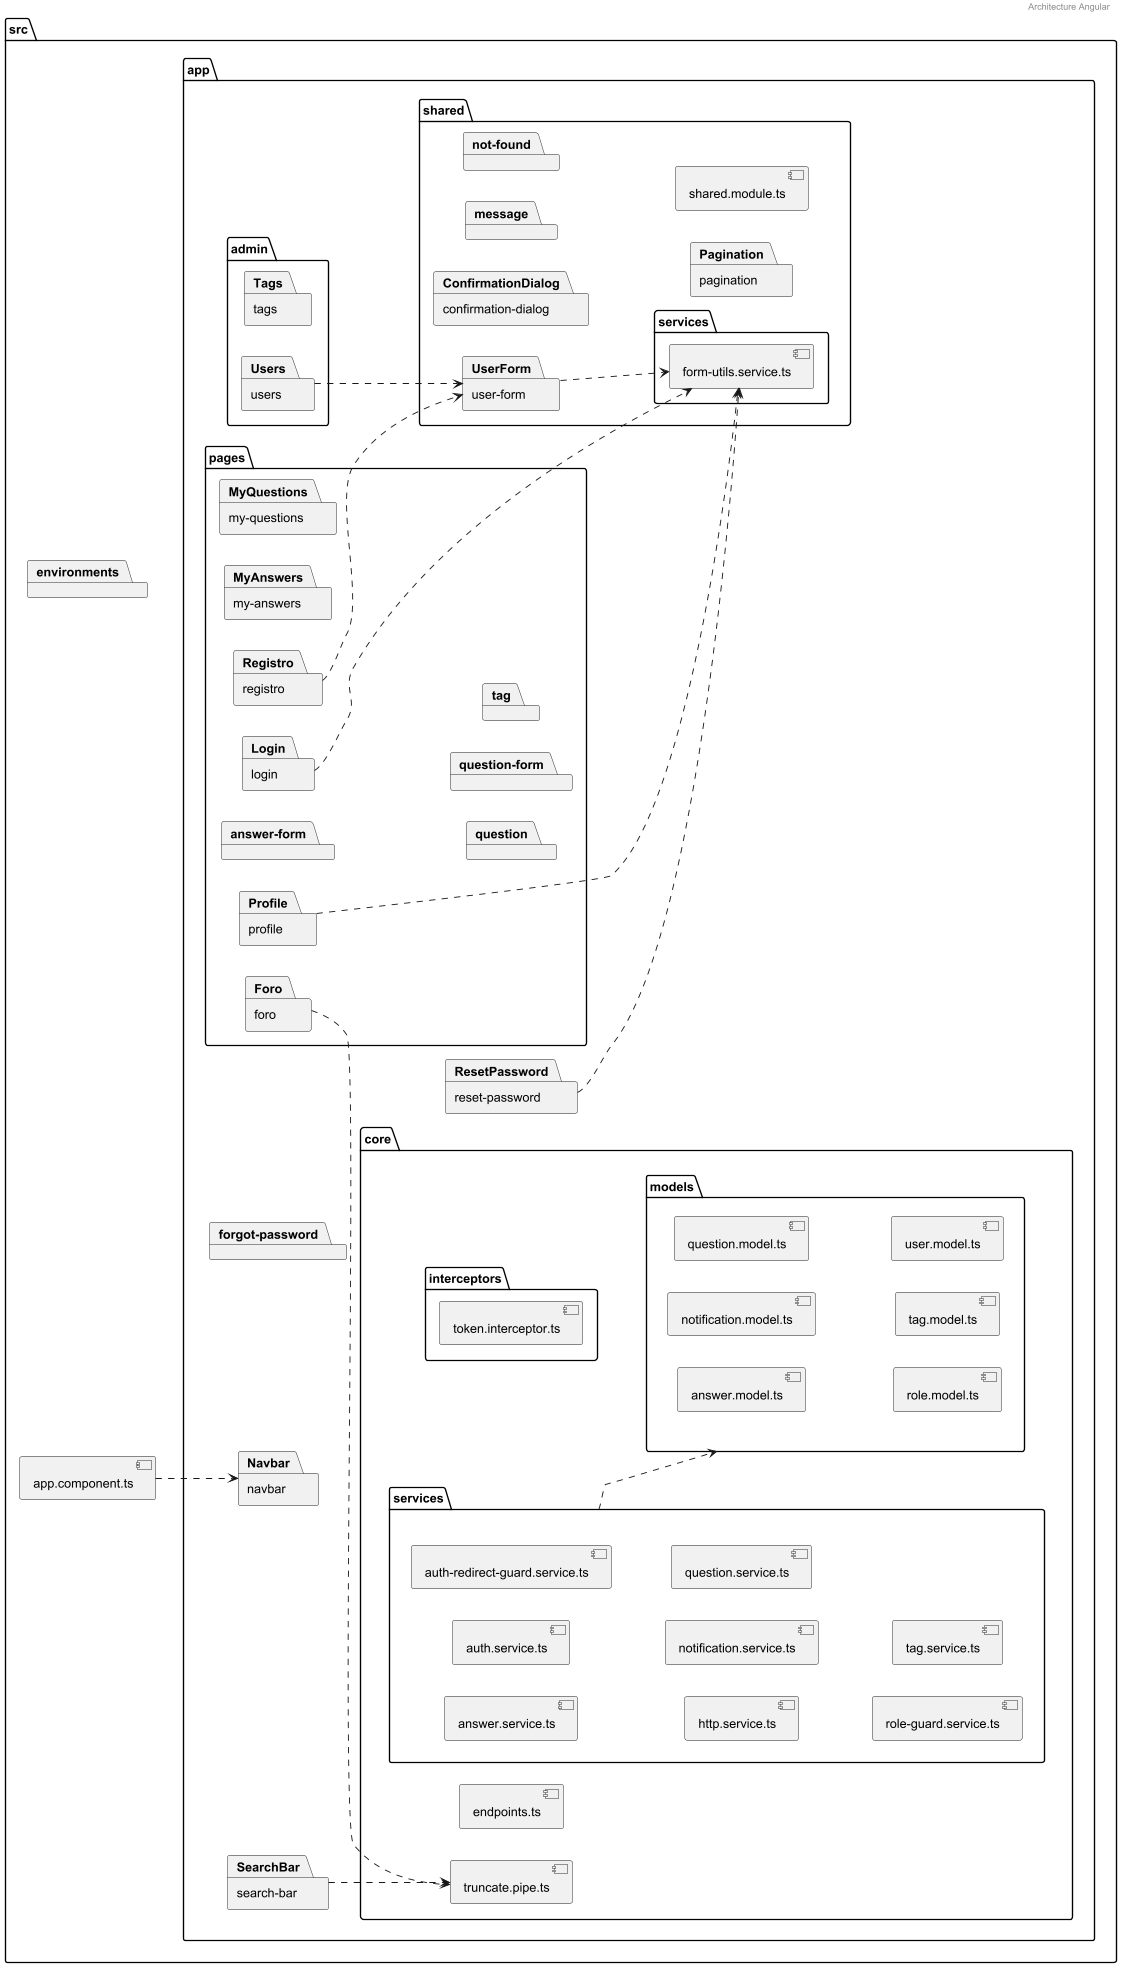 Architecture Angular
src
app
shared
not-found
shared.module.ts
message
admin
Pagination
pagination
Tags
tags
ConfirmationDialog
confirmation-dialog
services
form-utils.service.ts
Users
users
UserForm
user-form
pages
MyQuestions
my-questions
environments
MyAnswers
my-answers
Registro
registro
tag
Login
login
question-form
answer-form
question
Profile
profile
Foro
foro
ResetPassword
reset-password
core
models
question.model.ts
user.model.ts
forgot-password
interceptors
token.interceptor.ts
notification.model.ts
tag.model.ts
answer.model.ts
role.model.ts
app.component.ts
Navbar
navbar
services
auth-redirect-guard.service.ts
question.service.ts
auth.service.ts
notification.service.ts
tag.service.ts
answer.service.ts
http.service.ts
role-guard.service.ts
endpoints.ts
SearchBar
search-bar
truncate.pipe.ts